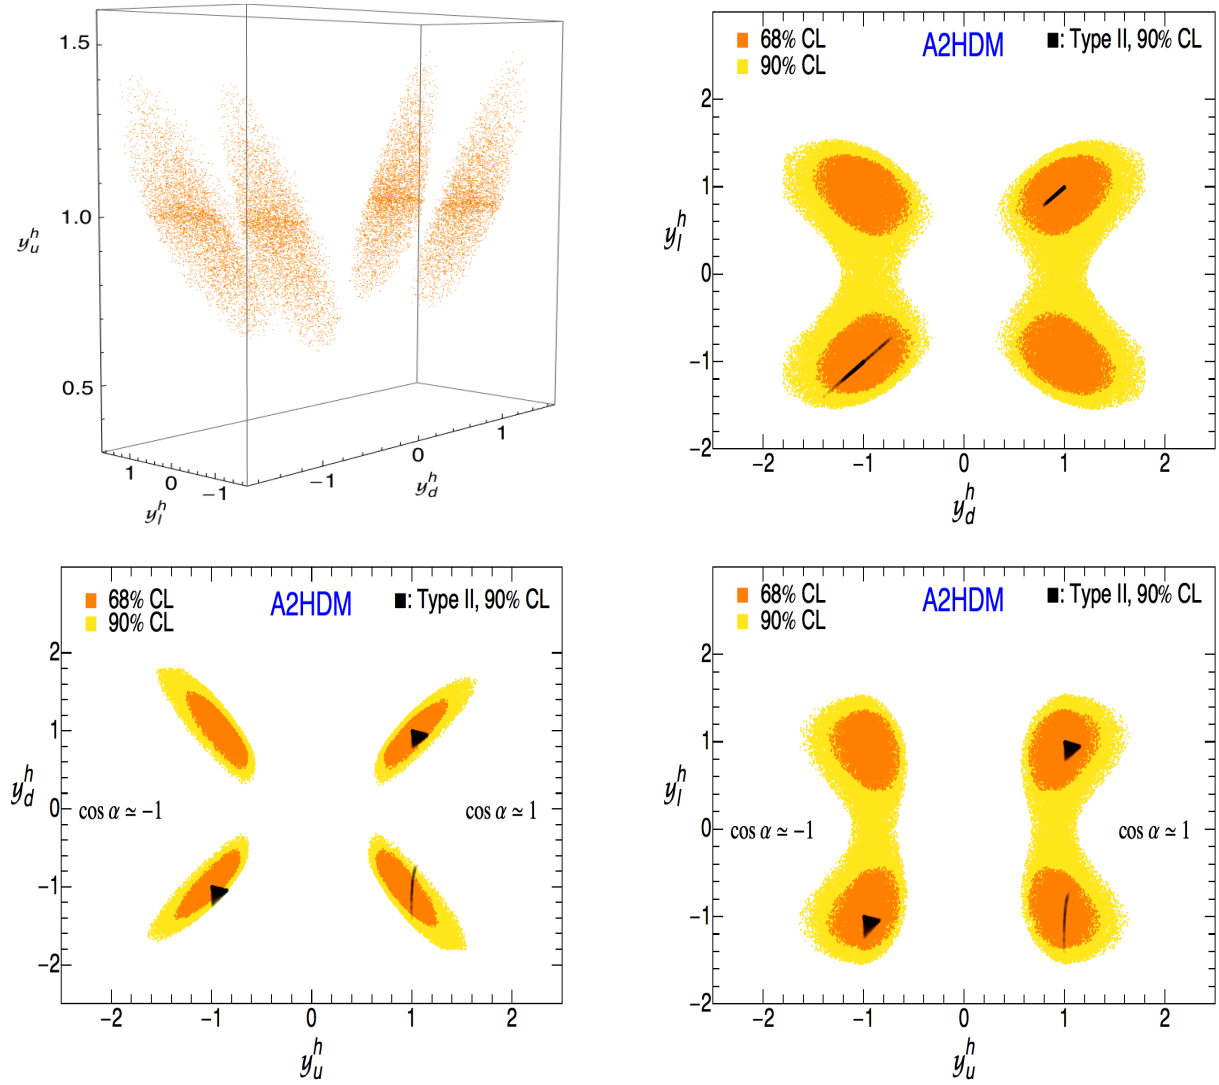 1.5
1.0
0.5
y_u^h
1
0
−1
y_l^h
−1
0
1
y_d^h
68% CL
90% CL
A2HDM
: Type II, 90% CL
2
1
0
−1
−2
y_l^h
−2
−1
0
1
2
y_d^h
68% CL
90% CL
A2HDM
: Type II, 90% CL
2
1
0
−1
−2
y_d^h
cos α ≃ −1
cos α ≃ 1
−2
−1
0
1
2
y_u^h
68% CL
90% CL
A2HDM
: Type II, 90% CL
2
1
0
−1
−2
y_l^h
cos α ≃ −1
cos α ≃ 1
−2
−1
0
1
2
y_u^h